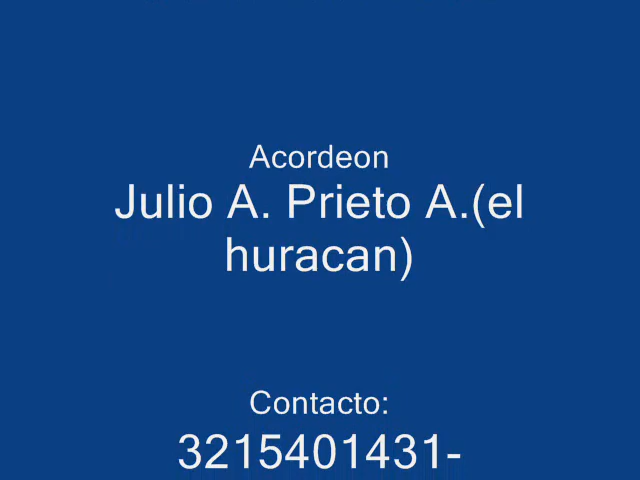 Acordeon
Julio A. Prieto A.(el
huracan)
Contacto:
3215401431-